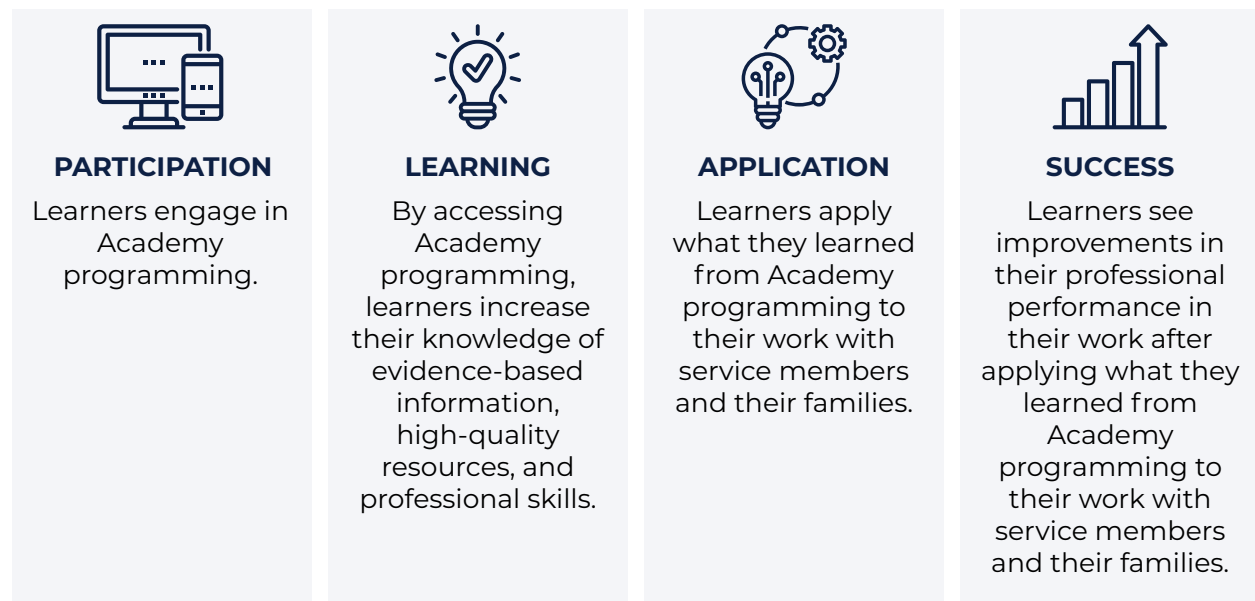 PARTICIPATION
Learners engage in
Academy
programming.
LEARNING
By accessing
Academy
programming,
learners increase
their knowledge of
evidence-based
information,
high-quality
resources, and
professional skills.
APPLICATION
Learners apply
what they learned
from Academy
programming to
their work with
service members
and their families.
SUCCESS
Learners see
improvements in
their professional
performance in
their work after
applying what they
learned from
Academy
programming to
their work with
service members
and their families.